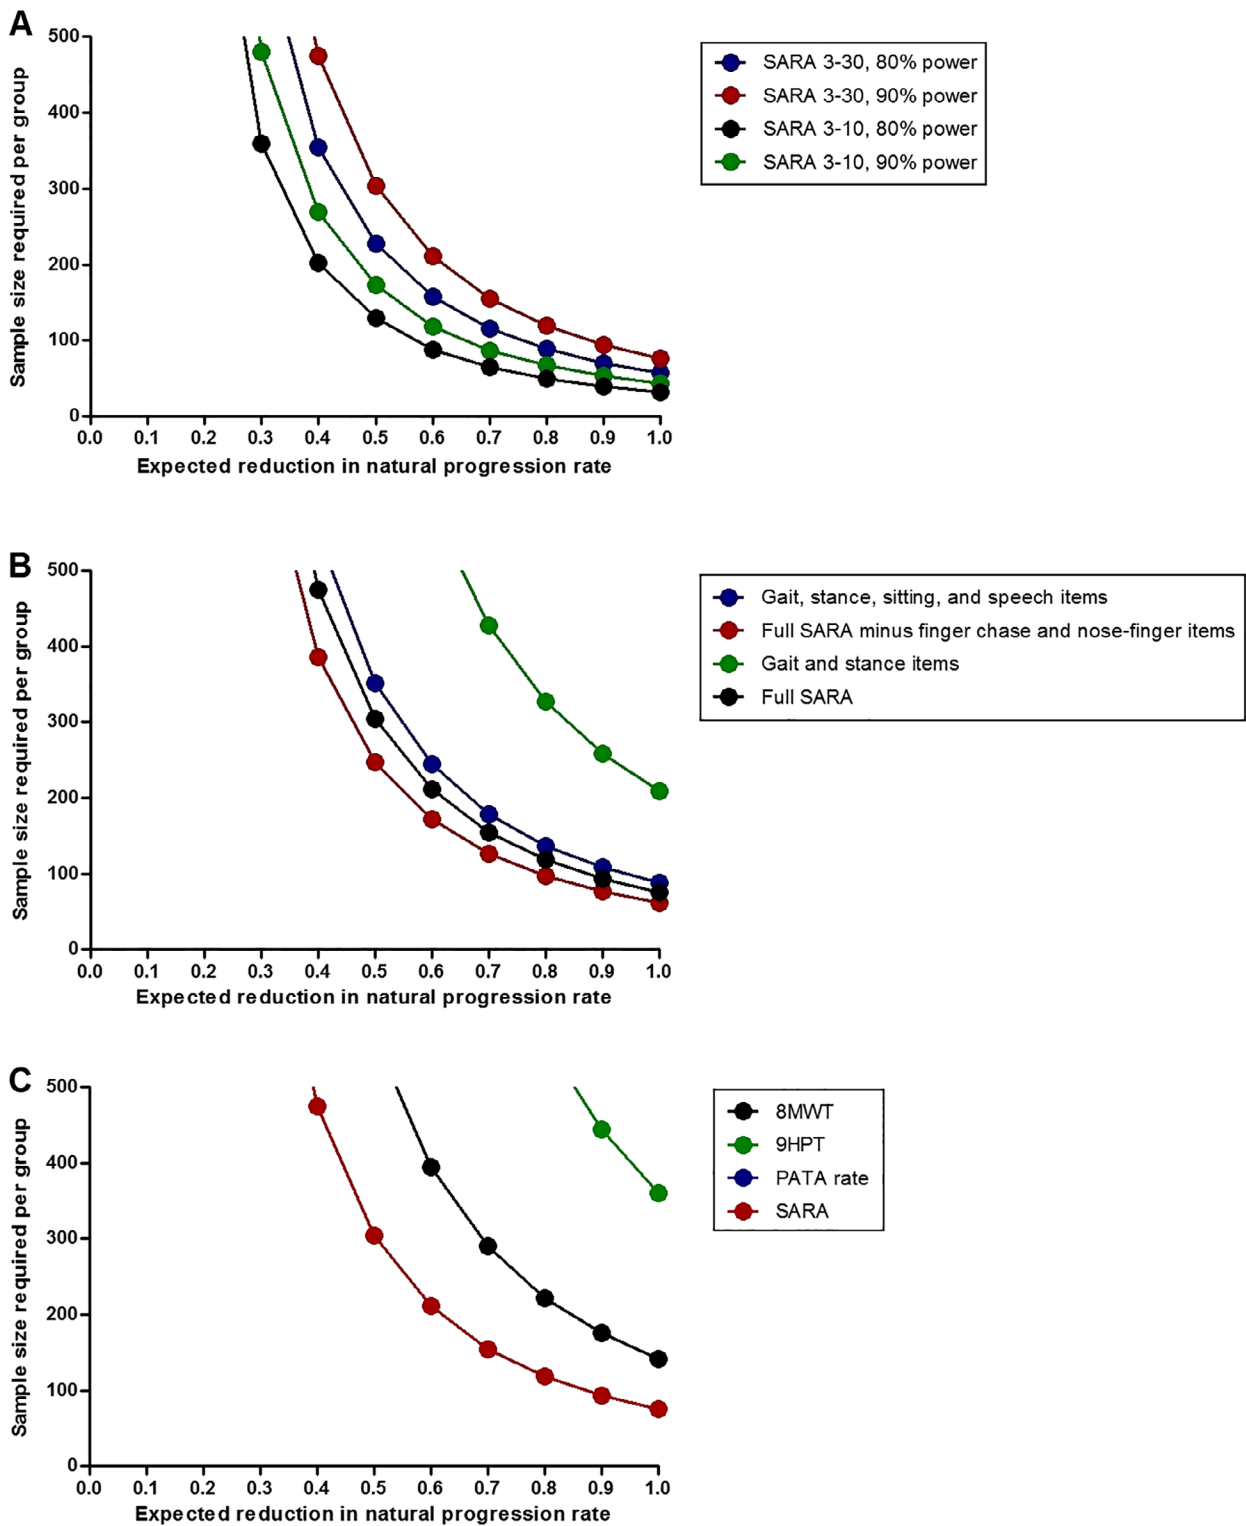 A
500
400
300
200
100
0
Sample size required per group
0.0 0.1 0.2 0.3 0.4 0.5 0.6 0.7 0.8 0.9 1.0
Expected reduction in natural progression rate
SARA 3-30, 80% power
SARA 3-30, 90% power
SARA 3-10, 80% power
SARA 3-10, 90% power
B
500
400
300
200
100
0
Sample size required per group
0.0 0.1 0.2 0.3 0.4 0.5 0.6 0.7 0.8 0.9 1.0
Expected reduction in natural progression rate
Gait, stance, sitting, and speech items
Full SARA minus finger chase and nose-finger items
Gait and stance items
Full SARA
C
500
400
300
200
100
0
Sample size required per group
0.0 0.1 0.2 0.3 0.4 0.5 0.6 0.7 0.8 0.9 1.0
Expected reduction in natural progression rate
8MWT
9HPT
PATA rate
SARA